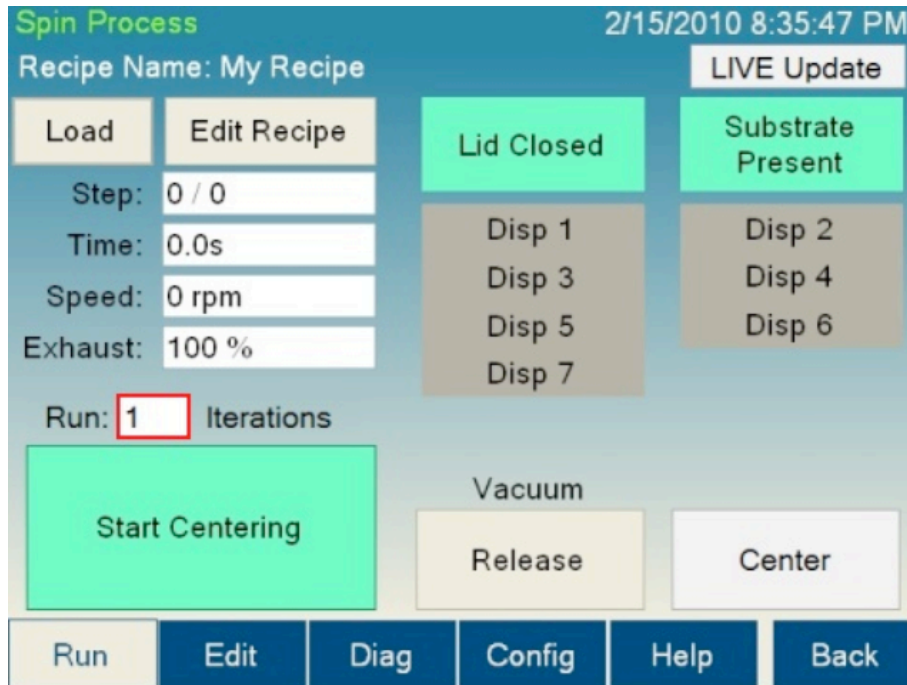 Spin Process 2/15/2010 8:35:47 PM
Recipe Name: My Recipe LIVE Update
Load Edit Recipe
Lid Closed
Substrate
Present
Step: 0 / 0
Time: 0.0s
Speed: 0 rpm
Exhaust: 100 %
Disp 1 Disp 2
Disp 3 Disp 4
Disp 5 Disp 6
Disp 7
Run: 1 Iterations
Start Centering
Vacuum
Release
Center
Run Edit Diag Config Help Back